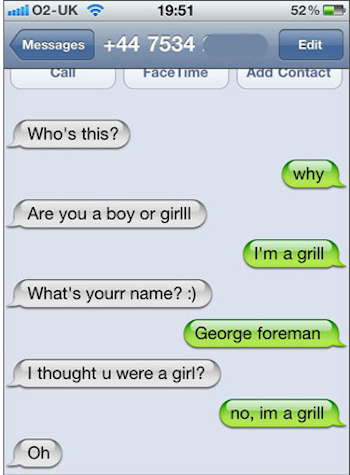 O2-UK 19:51 52%
Messages +44 7534 Edit
Call FaceTime Add Contact
Who's this?
why
Are you a boy or girlll
I'm a grill
What's yourr name? :)
George foreman
I thought u were a girl?
no, im a grill
Oh